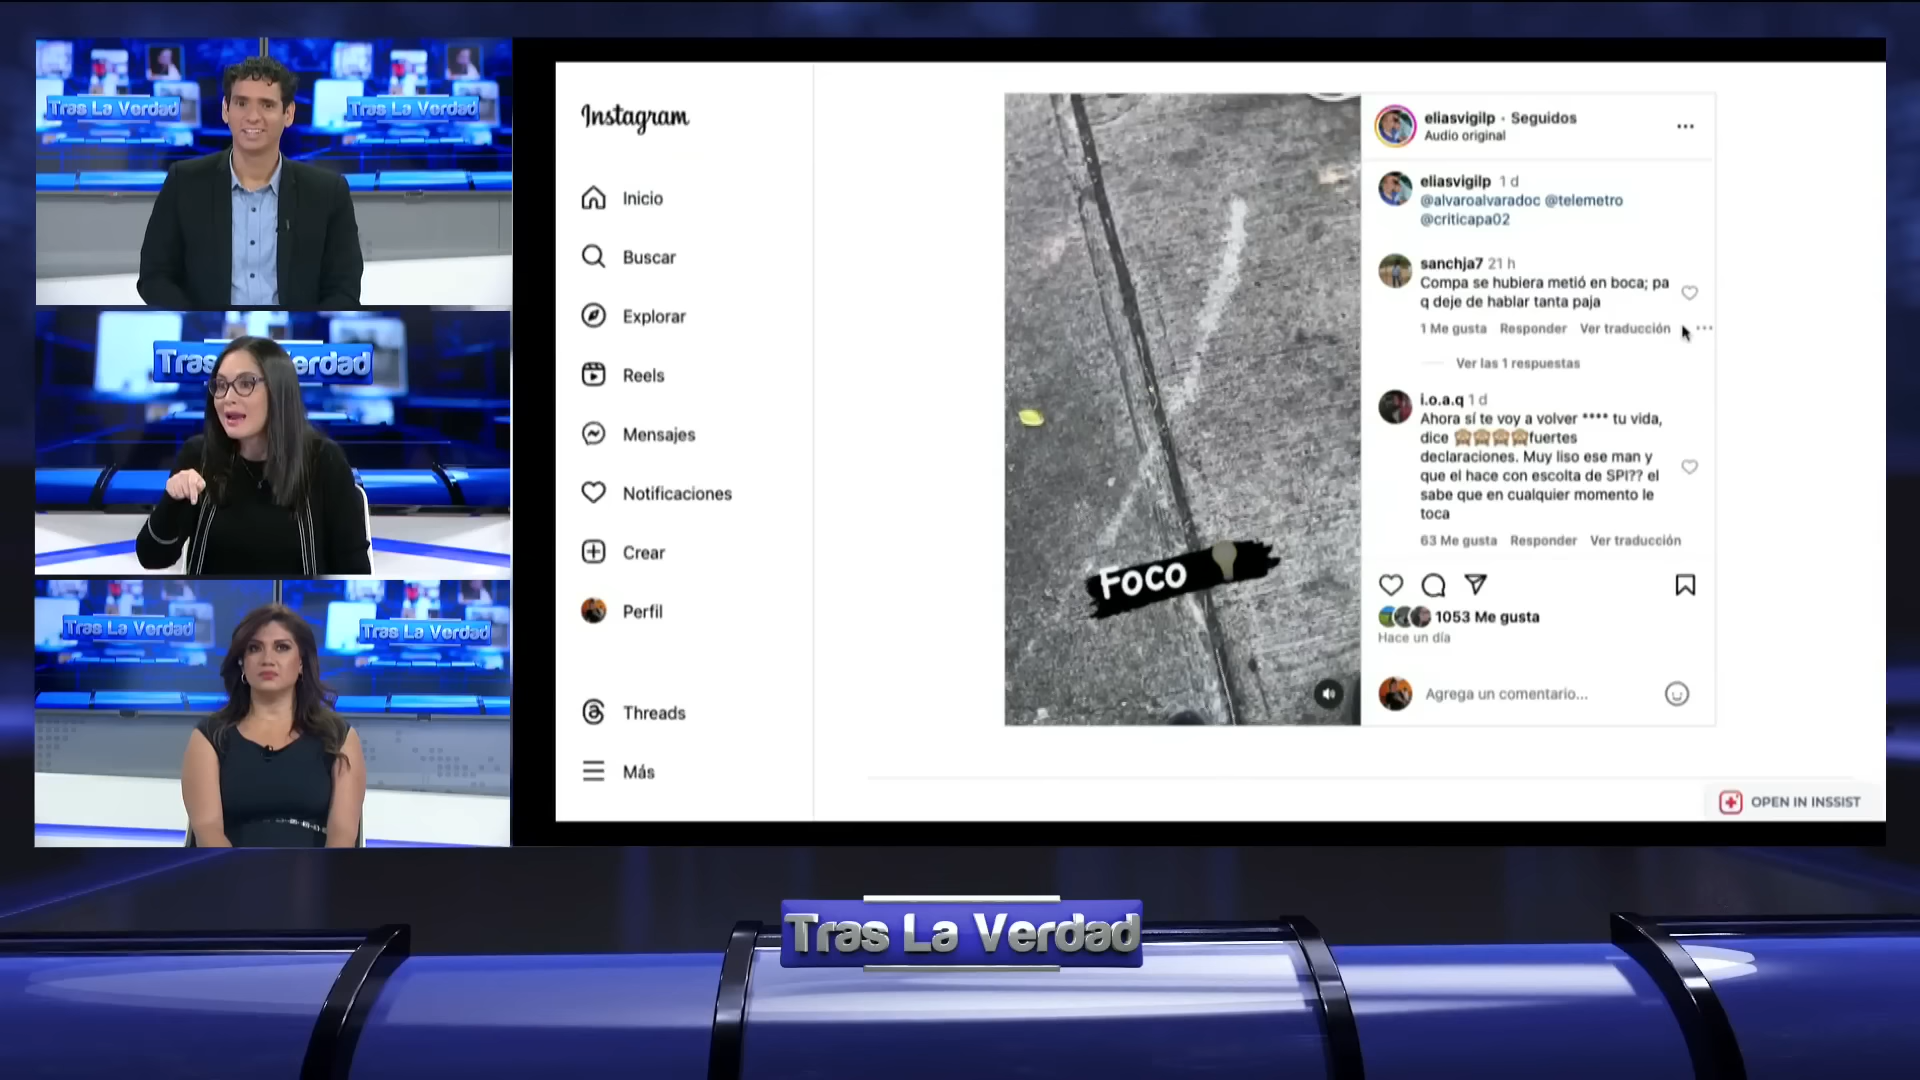 Tras La Verdad
Tras La Verdad
Tras La Verdad
Tras La Verdad
Tras La Verdad
Instagram
Inicio
Buscar
Explorar
Reels
Mensajes
Notificaciones
Crear
Perfil
Threads
Más
Foco
eliasvigilp · Seguidos
Audio original
eliasvigilp 1 d
@alvaroalvaradoc @telemetro
@criticapa02
sanchja7 21 h
Compa se hubiera metió en boca; pa
q deje de hablar tanta paja
1 Me gusta Responder Ver traducción
Ver las 1 respuestas
i.o.a.q 1 d
Ahora sí te voy a volver **** tu vida,
dice 🙈🙈🙈🙈fuertes
declaraciones. Muy liso ese man y
que el hace con escolta de SPI?? el
sabe que en cualquier momento le
toca
63 Me gusta Responder Ver traducción
1053 Me gusta
Hace un día
Agrega un comentario...
OPEN IN INSSIST
Tras La Verdad